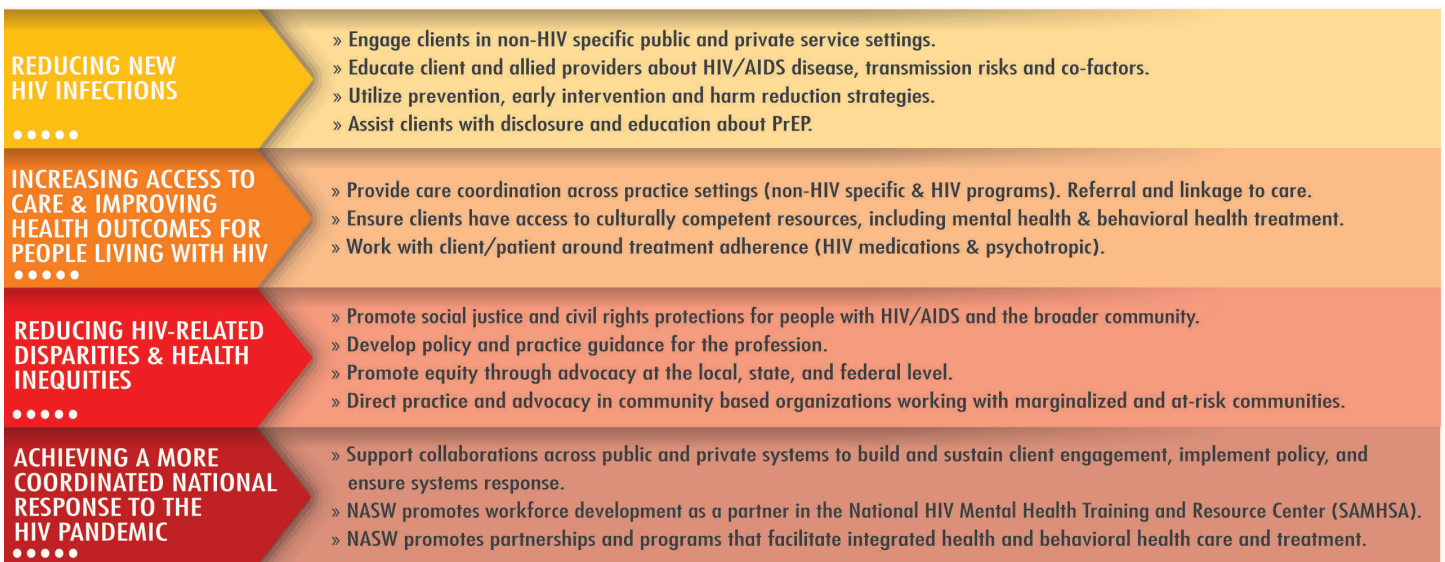 REDUCING NEW
HIV INFECTIONS
» Engage clients in non-HIV specific public and private service settings.
» Educate client and allied providers about HIV/AIDS disease, transmission risks and co-factors.
» Utilize prevention, early intervention and harm reduction strategies.
» Assist clients with disclosure and education about PrEP.
INCREASING ACCESS TO
CARE & IMPROVING
HEALTH OUTCOMES FOR
PEOPLE LIVING WITH HIV
» Provide care coordination across practice settings (non-HIV specific & HIV programs). Referral and linkage to care.
» Ensure clients have access to culturally competent resources, including mental health & behavioral health treatment.
» Work with client/patient around treatment adherence (HIV medications & psychotropic).
REDUCING HIV-RELATED
DISPARITIES & HEALTH
INEQUITIES
» Promote social justice and civil rights protections for people with HIV/AIDS and the broader community.
» Develop policy and practice guidance for the profession.
» Promote equity through advocacy at the local, state, and federal level.
» Direct practice and advocacy in community based organizations working with marginalized and at-risk communities.
ACHIEVING A MORE
COORDINATED NATIONAL
RESPONSE TO THE
HIV PANDEMIC
» Support collaborations across public and private systems to build and sustain client engagement, implement policy, and
ensure systems response.
» NASW promotes workforce development as a partner in the National HIV Mental Health Training and Resource Center (SAMHSA).
» NASW promotes partnerships and programs that facilitate integrated health and behavioral health care and treatment.